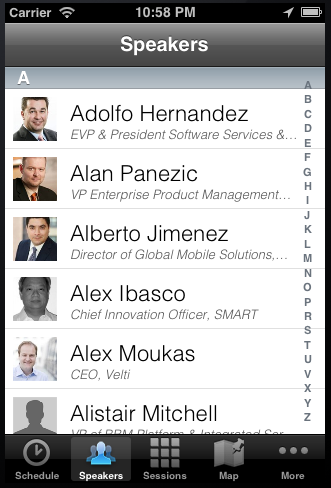 Carrier 10:58 PM
Speakers
A
Adolfo Hernandez
EVP & President Software Services &...
Alan Panezic
VP Enterprise Product Management...
Alberto Jimenez
Director of Global Mobile Solutions,...
Alex Ibasco
Chief Innovation Officer, SMART
Alex Moukas
CEO, Velti
Alistair Mitchell
A
B
C
D
E
F
G
H
I
J
K
L
M
N
O
P
R
S
T
U
V
X
Y
Z
Schedule Speakers Sessions Map More